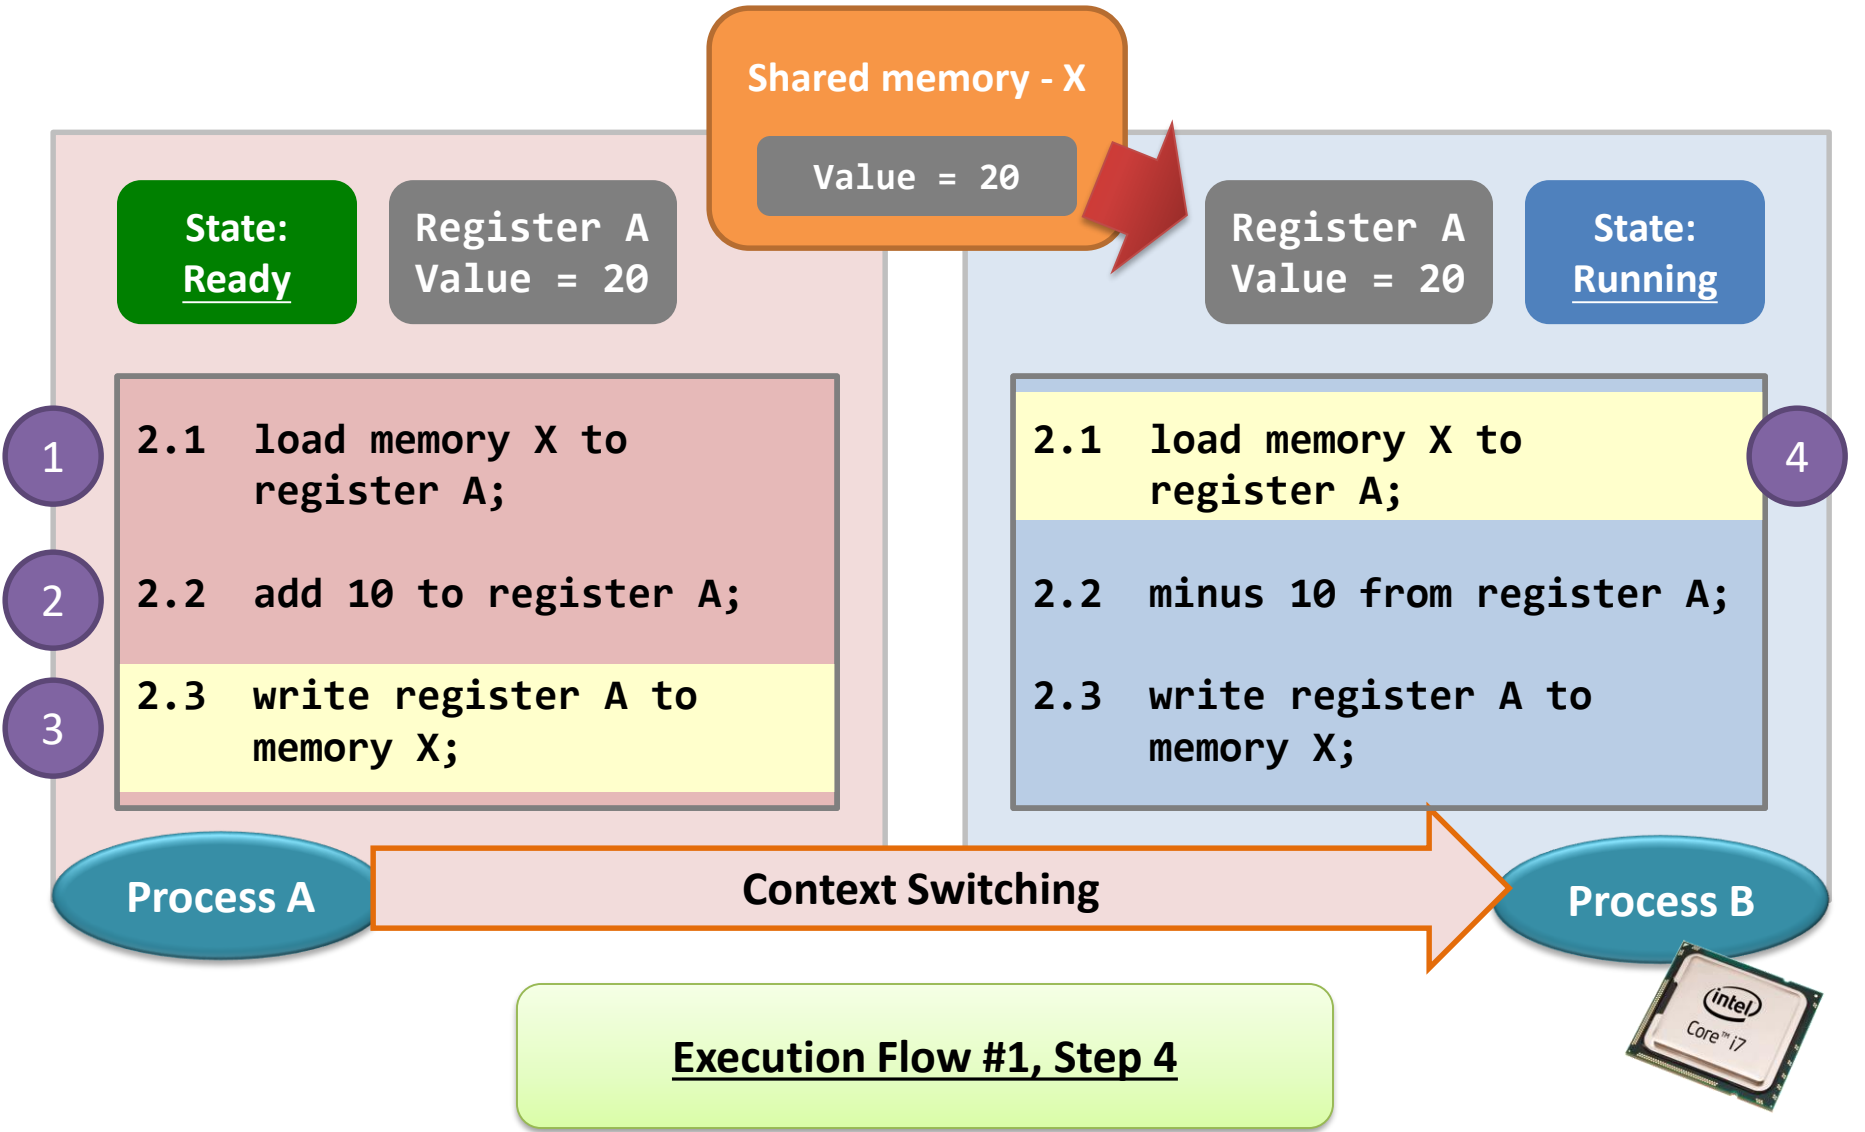 Shared memory - X
Value = 20
State:
Ready
Register A
Value = 20
Register A
Value = 20
State:
Running
1
2.1 load memory X to
register A;
2
2.2 add 10 to register A;
3
2.3 write register A to
memory X;
2.1 load memory X to
register A;
4
2.2 minus 10 from register A;
2.3 write register A to
memory X;
Process A
Context Switching
Process B
intel
Core™ i7
Execution Flow #1, Step 4